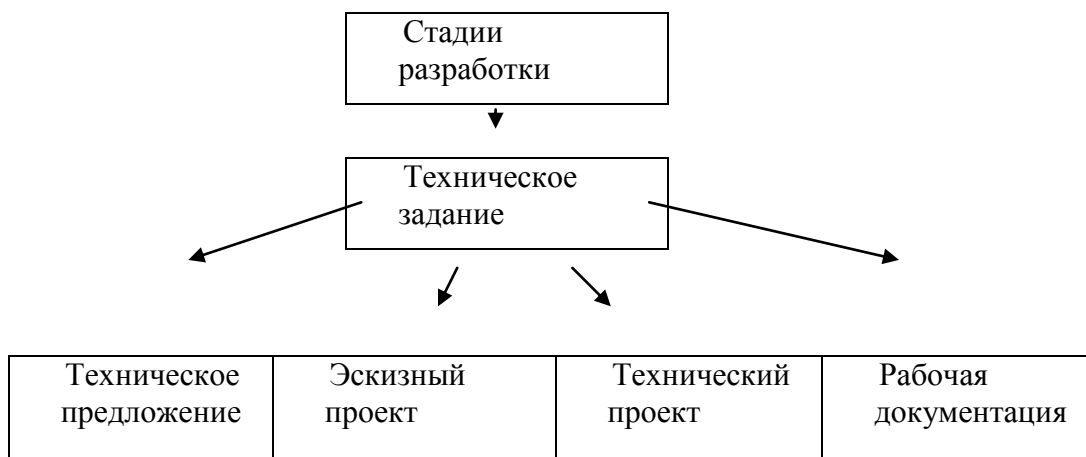 Стадии
разработки
Техническое
задание
Техническое
предложение
Эскизный
проект
Технический
проект
Рабочая
документация